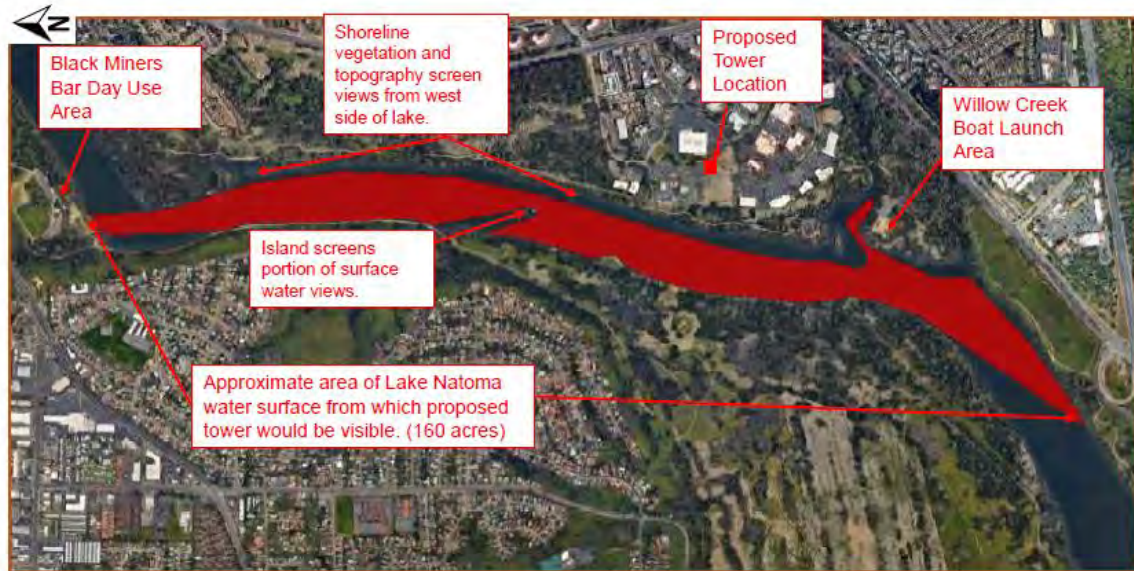 N
Black Miners
Bar Day Use
Area
Shoreline
vegetation and
topography screen
views from west
side of lake.
Proposed
Tower
Location
Willow Creek
Boat Launch
Area
Island screens
portion of surface
water views.
Approximate area of Lake Natoma
water surface from which proposed
tower would be visible. (160 acres)